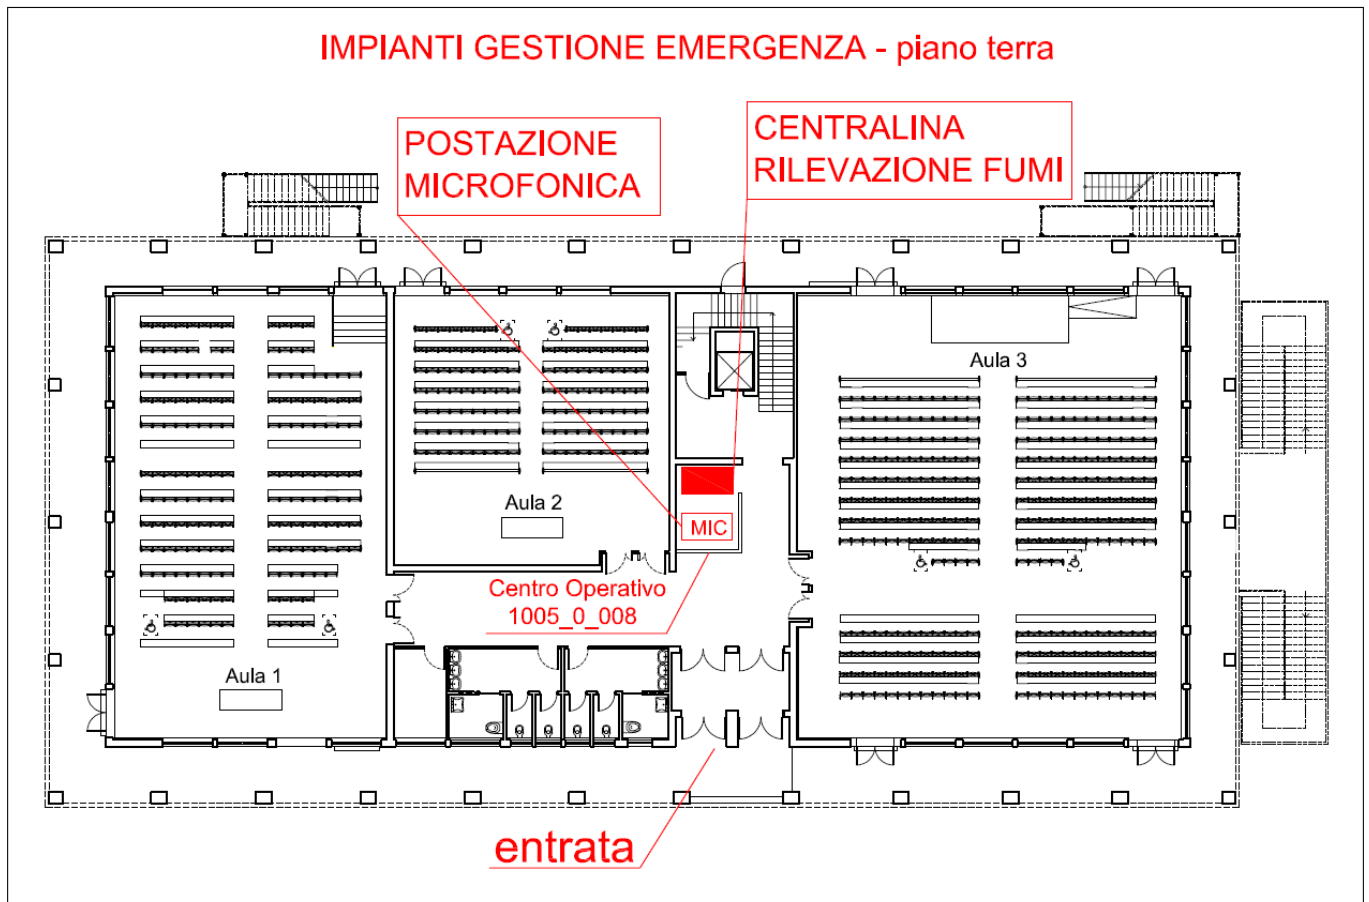 IMPIANTI GESTIONE EMERGENZA - piano terra
POSTAZIONE
MICROFONICA
CENTRALINA
RILEVAZIONE FUMI
Aula 3
Aula 2
MIC
Centro Operativo
1005_0_008
Aula 1
entrata